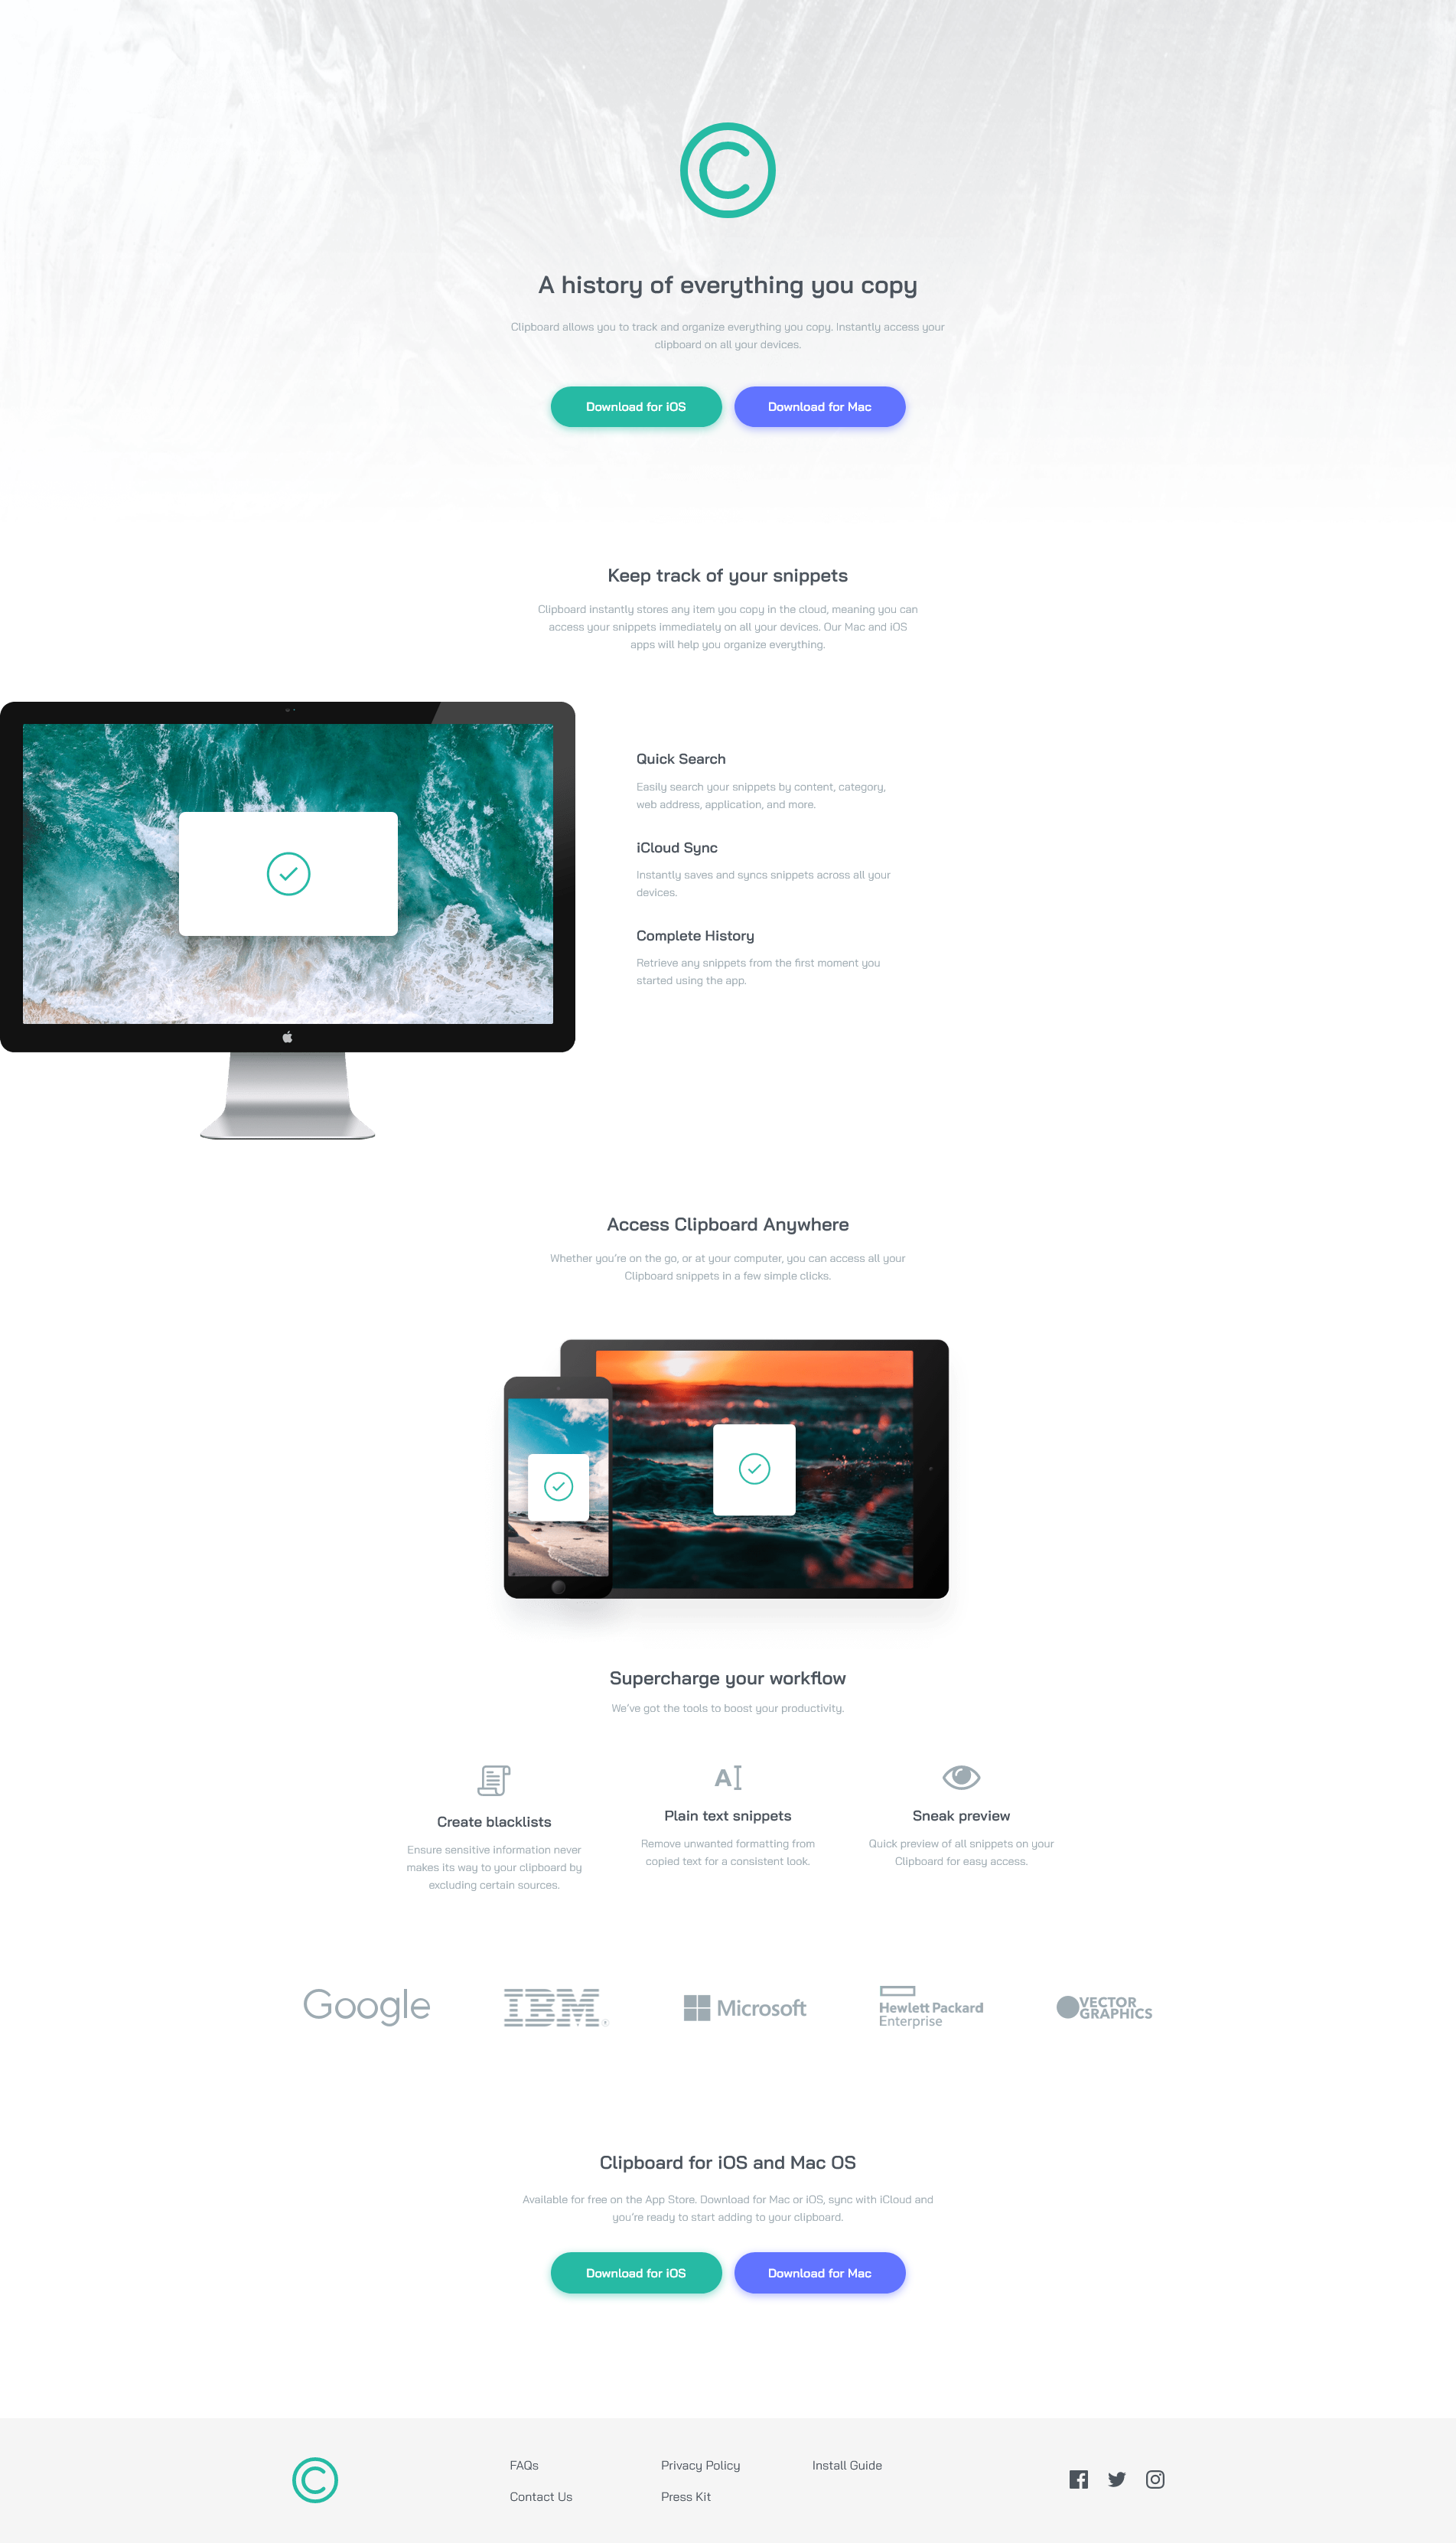 A history of everything you copy
Clipboard allows you to track and organize everything you copy. Instantly access your
clipboard on all your devices.
Download for iOS
Download for Mac
Keep track of your snippets
Clipboard instantly stores any item you copy in the cloud, meaning you can
access your snippets immediately on all your devices. Our Mac and iOS
apps will help you organize everything.
Quick Search
Easily search your snippets by content, category,
web address, application, and more.
iCloud Sync
Instantly saves and syncs snippets across all your
devices.
Complete History
Retrieve any snippets from the first moment you
started using the app.
Access Clipboard Anywhere
Whether you’re on the go, or at your computer, you can access all your
Clipboard snippets in a few simple clicks.
Supercharge your workflow
We’ve got the tools to boost your productivity.
A
Create blacklists
Ensure sensitive information never
makes its way to your clipboard by
excluding certain sources.
Plain text snippets
Remove unwanted formatting from
copied text for a consistent look.
Sneak preview
Quick preview of all snippets on your
Clipboard for easy access.
Google
IBM
Microsoft
Hewlett Packard
Enterprise
VECTOR
GRAPHICS
Clipboard for iOS and Mac OS
Available for free on the App Store. Download for Mac or iOS, sync with iCloud and
you’re ready to start adding to your clipboard.
Download for iOS
Download for Mac
FAQs
Contact Us
Privacy Policy
Press Kit
Install Guide